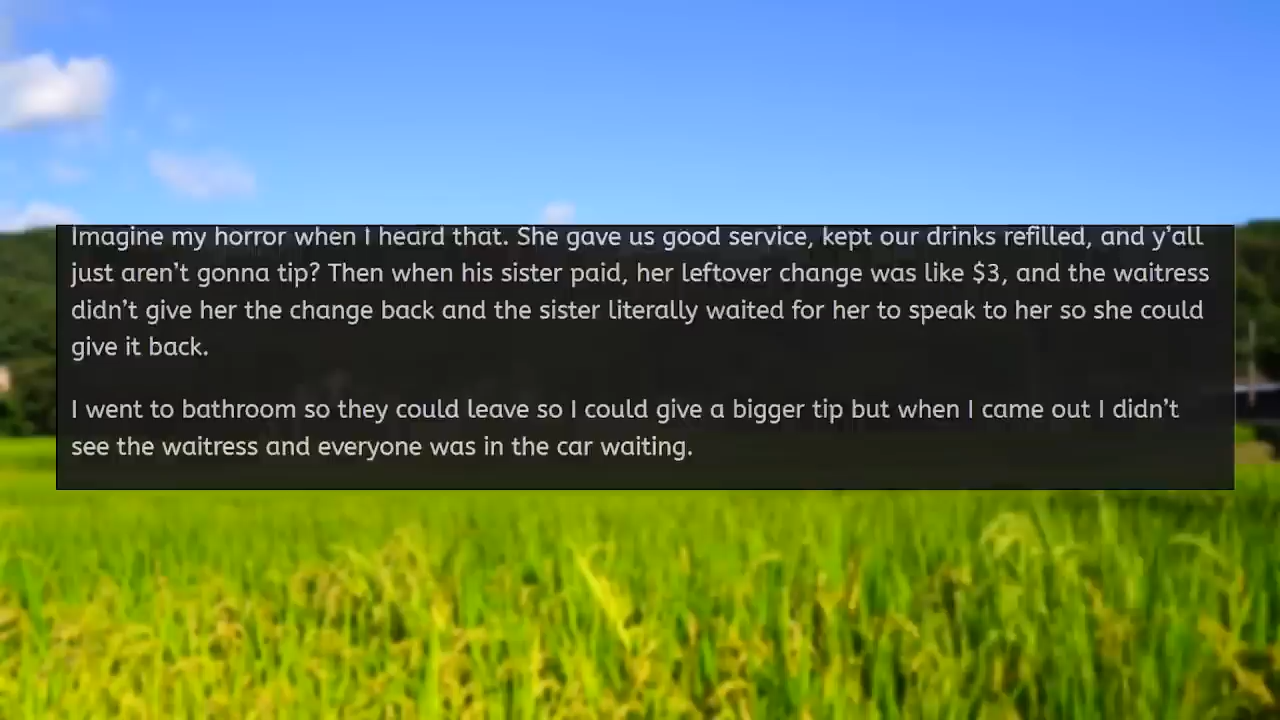 Imagine my horror when I heard that. She gave us good service, kept our drinks refilled, and y’all
just aren’t gonna tip? Then when his sister paid, her leftover change was like $3, and the waitress
didn’t give her the change back and the sister literally waited for her to speak to her so she could
give it back.
I went to bathroom so they could leave so I could give a bigger tip but when I came out I didn’t
see the waitress and everyone was in the car waiting.